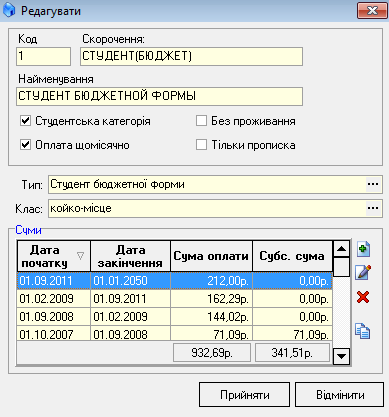 Редагувати
Код Скорочення:
1 СТУДЕНТ(БЮДЖЕТ)
Найменування
СТУДЕНТ БЮДЖЕТНОЙ ФОРМЫ
Студентська категорія Без проживання
Оплата щомісячно Тільки прописка
Тип: Студент бюджетної форми ...
Клас: койко-місце ...
Суми
Дата початку Дата закінчення Сума оплати Субс. сума
01.09.2011 01.01.2050 212,00р. 0,00р.
01.02.2009 01.09.2011 162,29р. 0,00р.
01.09.2008 01.02.2009 144,02р. 0,00р.
01.10.2007 01.09.2008 71,09р. 71,09р.
932,69р. 341,51р.
Прийняти Відмінити